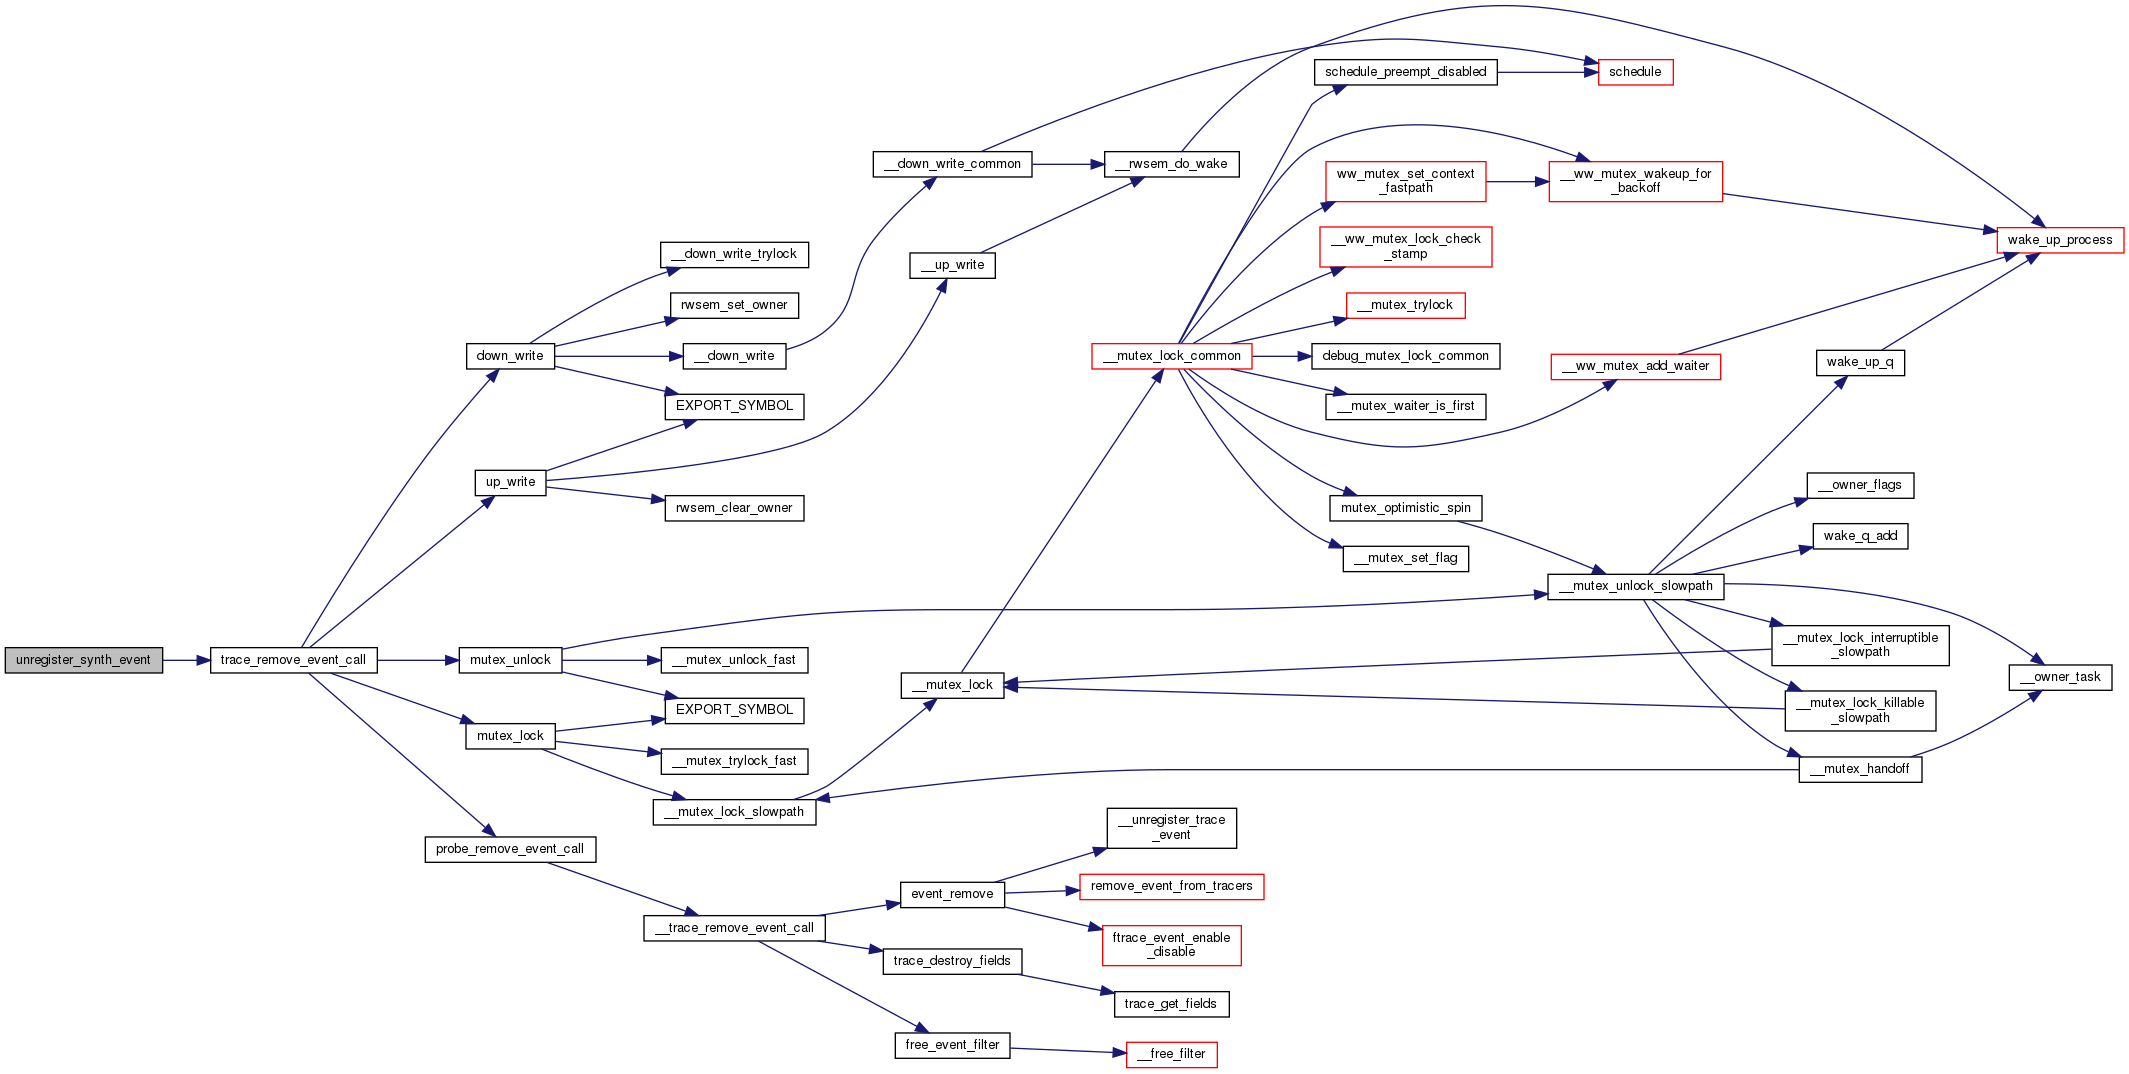 unregister_synth_event
trace_remove_event_call
down_write
up_write
mutex_unlock
mutex_lock
probe_remove_event_call
__down_write_trylock
rwsem_set_owner
__down_write
EXPORT_SYMBOL
rwsem_clear_owner
__mutex_unlock_fast
EXPORT_SYMBOL
__mutex_trylock_fast
__mutex_lock_slowpath
__trace_remove_event_call
__down_write_common
__up_write
__mutex_lock
event_remove
trace_destroy_fields
free_event_filter
__rwsem_do_wake
__mutex_lock_common
__unregister_trace
_event
remove_event_from_tracers
ftrace_event_enable
_disable
trace_get_fields
__free_filter
schedule_preempt_disabled
ww_mutex_set_context
_fastpath
__ww_mutex_lock_check
_stamp
__mutex_trylock
debug_mutex_lock_common
__mutex_waiter_is_first
mutex_optimistic_spin
__mutex_set_flag
schedule
__ww_mutex_wakeup_for
_backoff
__ww_mutex_add_waiter
__mutex_unlock_slowpath
wake_up_q
__owner_flags
wake_q_add
__mutex_lock_interruptible
_slowpath
__mutex_lock_killable
_slowpath
__mutex_handoff
wake_up_process
__owner_task